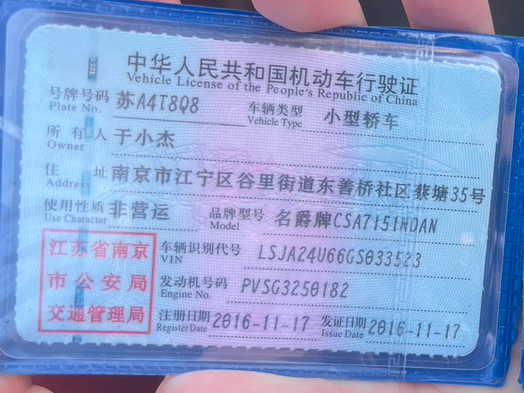 中华人民共和国机动车行驶证
Vehicle License of the People's Republic of China
号牌号码 苏A4T8Q8 车辆类型 小型轿车
Plate No. Vehicle Type
所有人 于小杰
Owner
住址 南京市江宁区谷里街道东善桥社区蔡塘35号
Address
使用性质 非营运 品牌型号 名爵牌CSA7151NDAN
Use Character Model
江苏省南京 车辆识别代号 LSJA24U66GS033523
VIN
市公安局 发动机号码 PVSG3250182
Engine No.
交通管理局 注册日期 2016-11-17 发证日期 2016-11-17
Register Date Issue Date